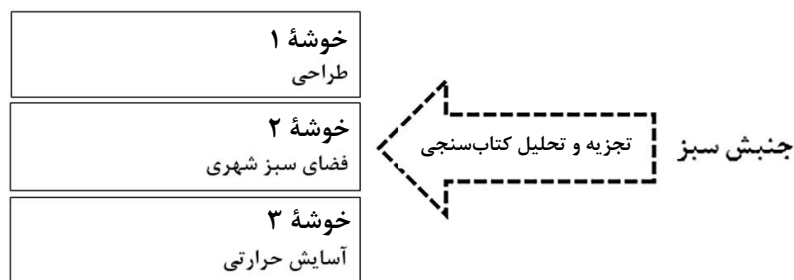 جنبش سبز
تجزیه و تحلیل کتاب‌سنجی
خوشهٔ ۱
طراحی
خوشهٔ ۲
فضای سبز شهری
خوشهٔ ۳
آسایش حرارتی